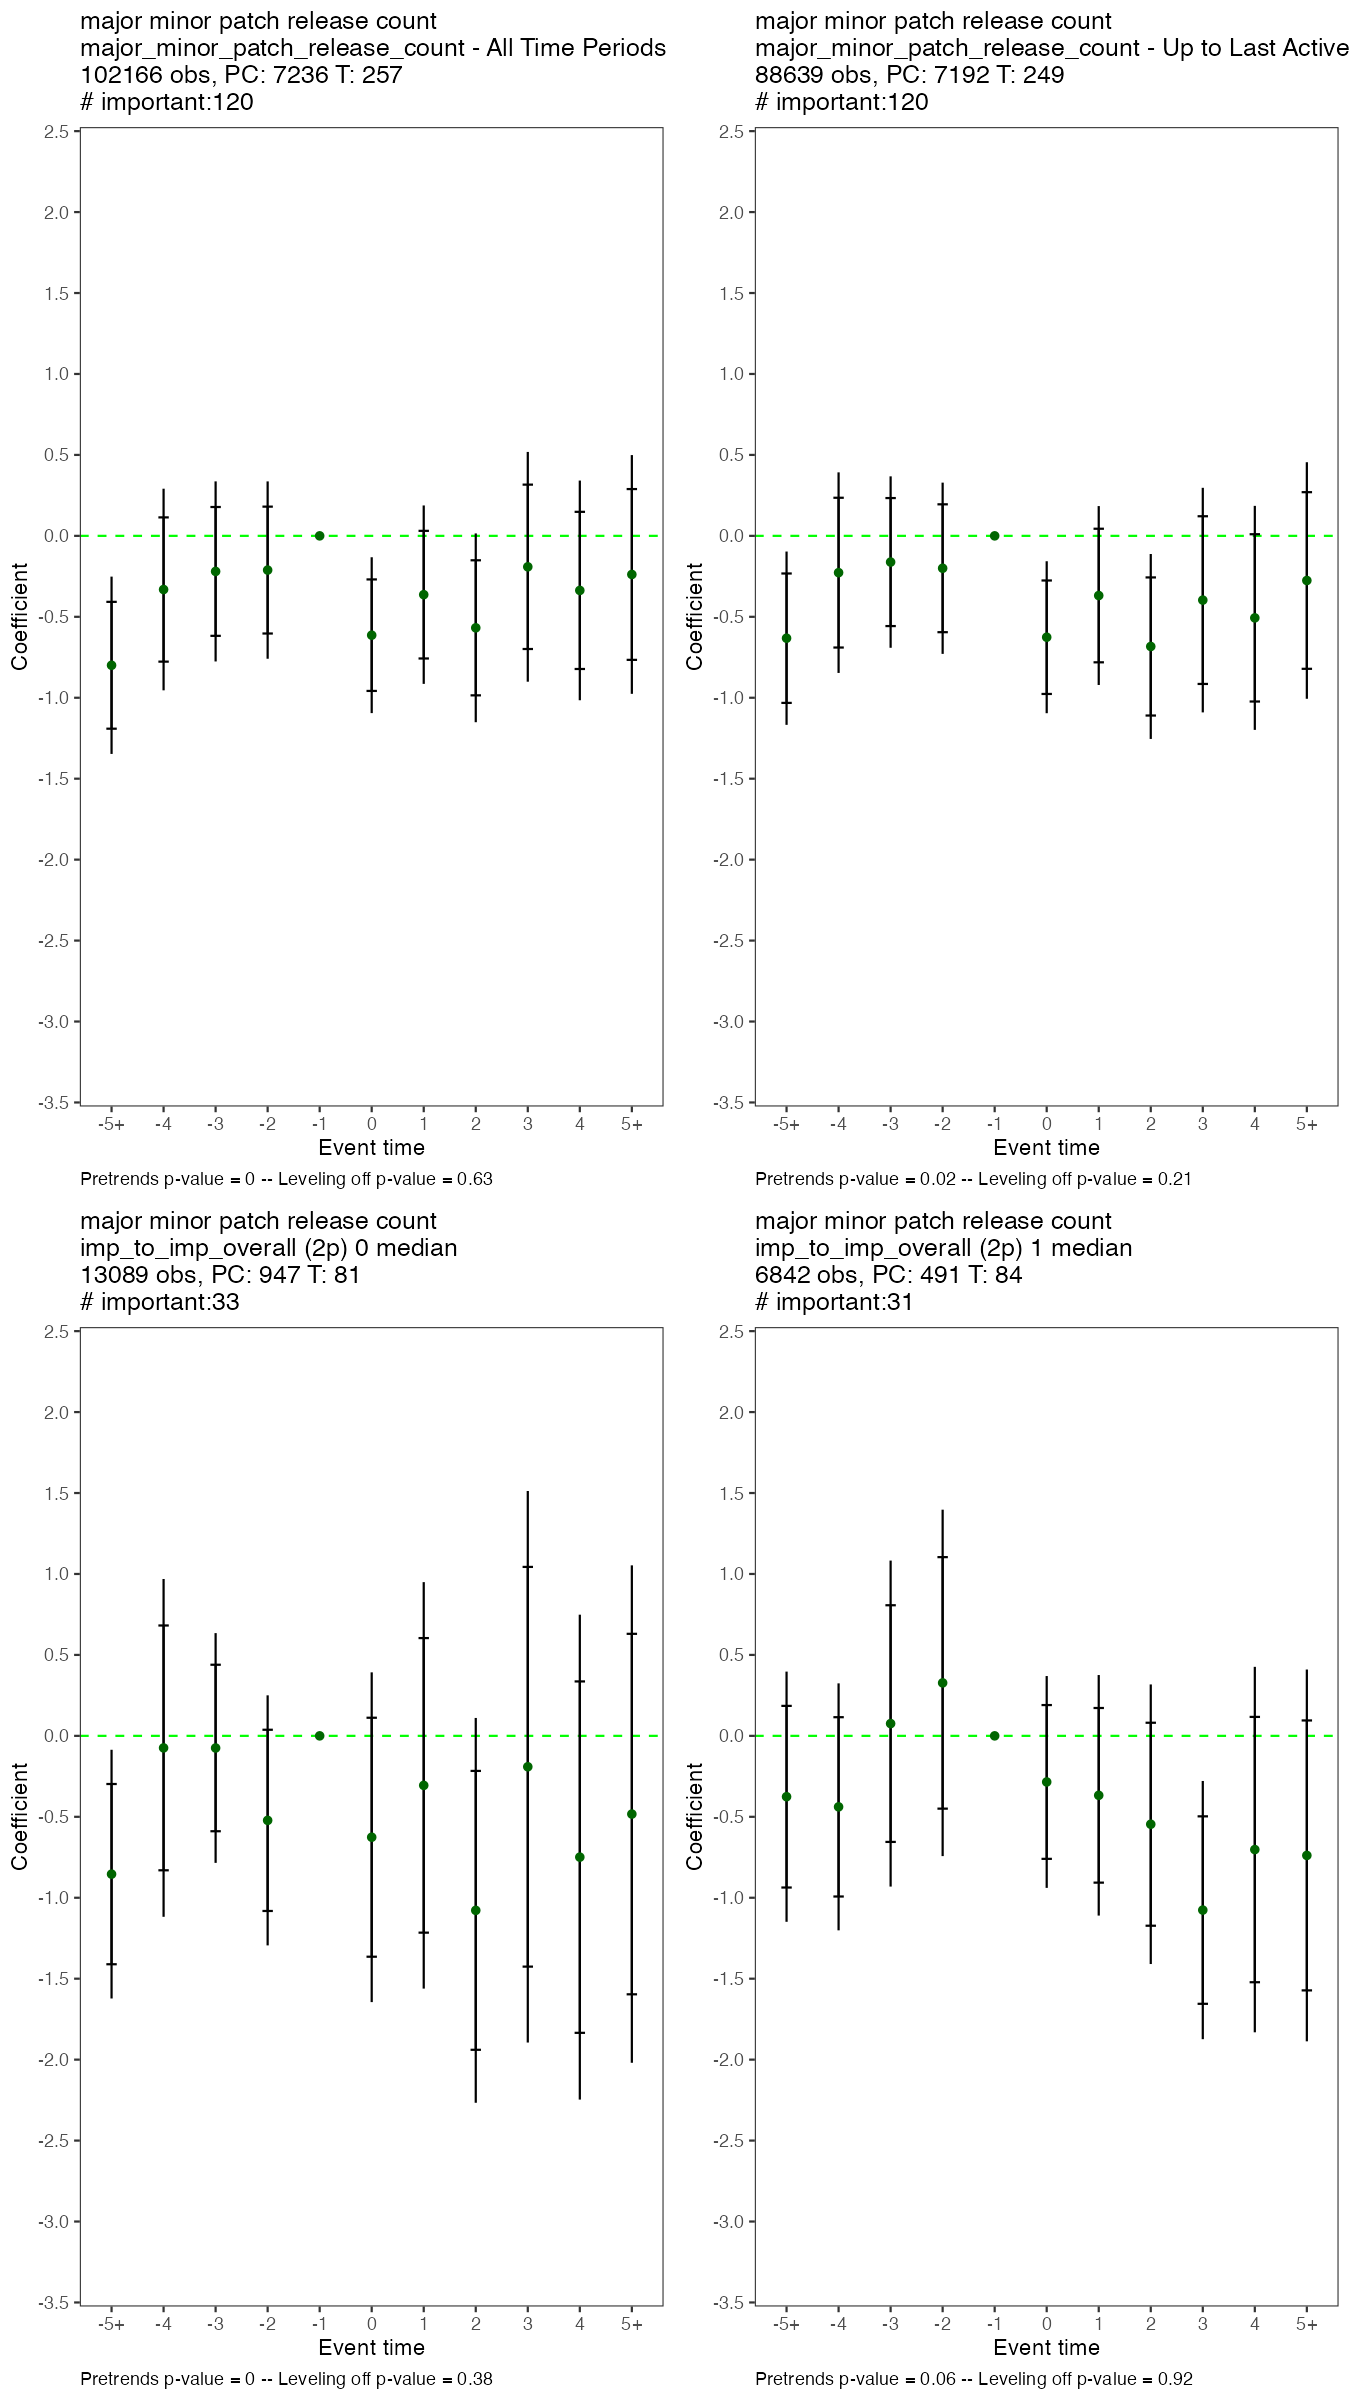 major minor patch release count
major_minor_patch_release_count - All Time Periods
102166 obs, PC: 7236 T: 257
# important:120
2.5
2.0
1.5
1.0
0.5
0.0
-0.5
-1.0
-1.5
-2.0
-2.5
-3.0
-3.5
Coefficient
-5+ -4 -3 -2 -1 0 1 2 3 4 5+
Event time
Pretrends p-value = 0 -- Leveling off p-value = 0.63
major minor patch release count
major_minor_patch_release_count - Up to Last Active
88639 obs, PC: 7192 T: 249
# important:120
2.5
2.0
1.5
1.0
0.5
0.0
-0.5
-1.0
-1.5
-2.0
-2.5
-3.0
-3.5
Coefficient
-5+ -4 -3 -2 -1 0 1 2 3 4 5+
Event time
Pretrends p-value = 0.02 -- Leveling off p-value = 0.21
major minor patch release count
imp_to_imp_overall (2p) 0 median
13089 obs, PC: 947 T: 81
# important:33
2.5
2.0
1.5
1.0
0.5
0.0
-0.5
-1.0
-1.5
-2.0
-2.5
-3.0
-3.5
Coefficient
-5+ -4 -3 -2 -1 0 1 2 3 4 5+
Event time
Pretrends p-value = 0 -- Leveling off p-value = 0.38
major minor patch release count
imp_to_imp_overall (2p) 1 median
6842 obs, PC: 491 T: 84
# important:31
2.5
2.0
1.5
1.0
0.5
0.0
-0.5
-1.0
-1.5
-2.0
-2.5
-3.0
-3.5
Coefficient
-5+ -4 -3 -2 -1 0 1 2 3 4 5+
Event time
Pretrends p-value = 0.06 -- Leveling off p-value = 0.92